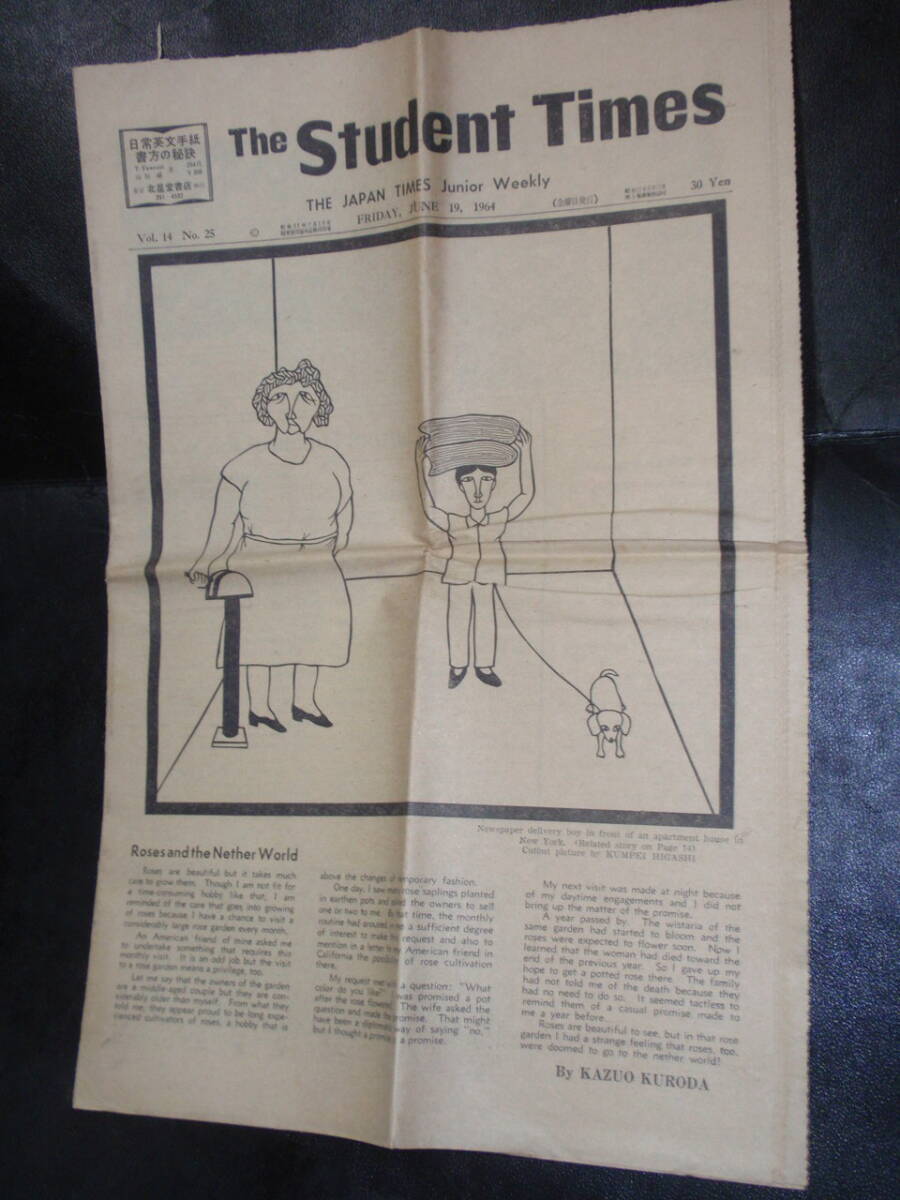 日常英文手紙
書方の秘訣
北星堂書店
The Student Times
THE JAPAN TIMES Junior Weekly
30 Yen
Vol. 14 No. 25
©
FRIDAY, JUNE 19, 1964
(金曜日発行)
Newspaper delivery boy in front of an apartment house in
New York. (Related story on Page 14)
Cutout picture by KUMPEI HIGASHI
Roses and the Nether World
Roses are beautiful but it takes much
care to grow them. Though I am not fit for
a time-consuming hobby like that, I am
reminded of the care that goes into growing
of roses because I have a chance to visit a
considerably large rose garden every month.
An American friend of mine asked me
to undertake something that requires this
monthly visit. It is an odd job but the visit
to a rose garden means a privilege, too.
Let me say that the owners of the garden
are a middle-aged couple but they are con-
siderably older than myself. From what they
told me, they appear proud to be long expe-
rienced cultivators of roses, a hobby that is
above the changes of temporary fashion.
One day, I saw many rose saplings planted
in earthen pots and asked the owners to sell
one or two to me. By that time, the monthly
routine had aroused in me a sufficient degree
of interest to make this request and also to
mention in a letter to my American friend in
California the possibility of rose cultivation
there.
My request met with a question: "What
color do you like?" I was promised a pot
after the rose flowered. The wife asked the
question and made the promise. That might
have been a diplomatic way of saying "no,"
but I thought a promise is a promise.
My next visit was made at night because
of my daytime engagements and I did not
bring up the matter of the promise.
A year passed by. The wistaria of the
same garden had started to bloom and the
roses were expected to flower soon. Now I
learned that the woman had died toward the
end of the previous year. So I gave up my
hope to get a potted rose there. The family
had not told me of the death because they
had no need to do so. It seemed tactless to
remind them of a casual promise made to
me a year before.
Roses are beautiful to see, but in that rose
garden I had a strange feeling that roses, too,
were doomed to go to the nether world!
By KAZUO KURODA